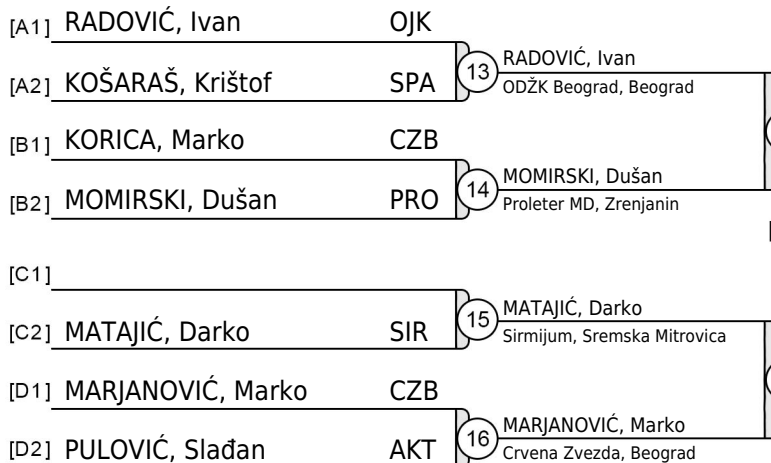 [A1] RADOVIĆ, Ivan OJK
[A2] KOŠARAŠ, Krištof SPA
13 RADOVIĆ, Ivan
ODŽK Beograd, Beograd
[B1] KORICA, Marko CZB
[B2] MOMIRSKI, Dušan PRO
14 MOMIRSKI, Dušan
Proleter MD, Zrenjanin
[C1]
[C2] MATAJIĆ, Darko SIR
15 MATAJIĆ, Darko
Sirmijum, Sremska Mitrovica
[D1] MARJANOVIĆ, Marko CZB
[D2] PULOVIĆ, Slađan AKT
16 MARJANOVIĆ, Marko
Crvena Zvezda, Beograd